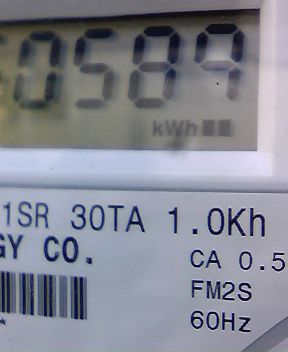 0589
kWh
1SR 30TA 1.0Kh
GY CO.
CA 0.5
FM2S
60Hz